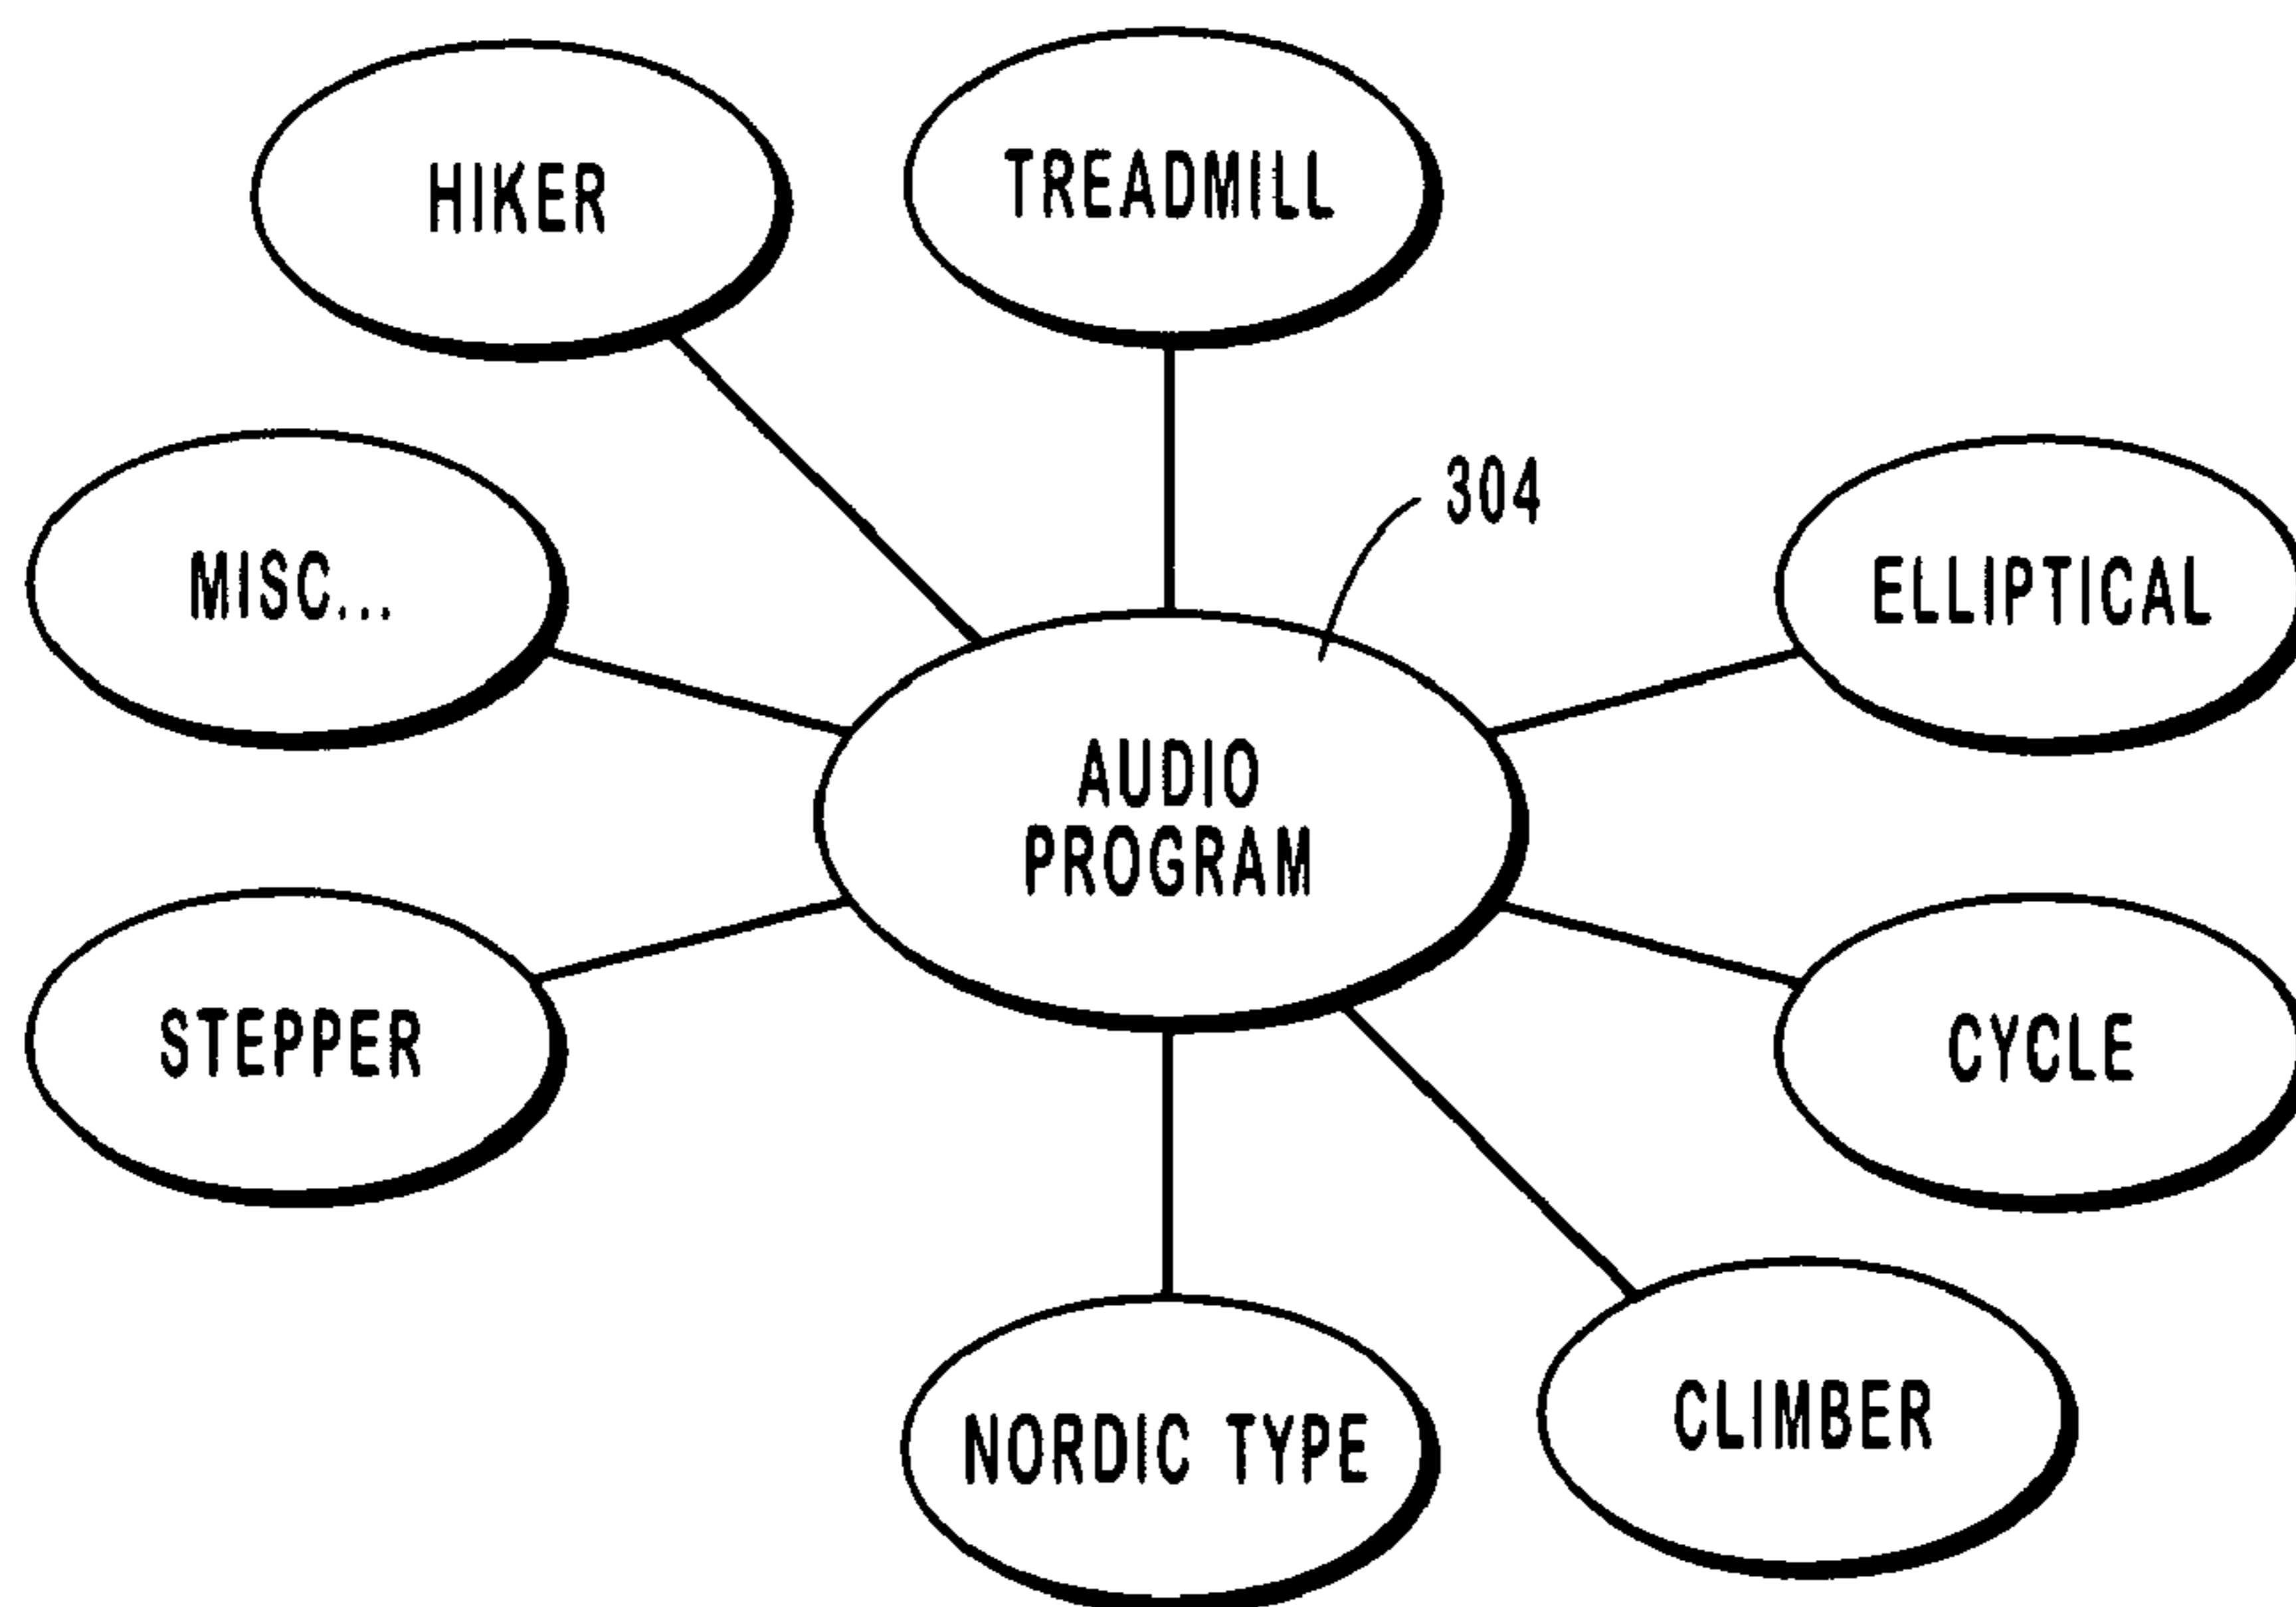 HIKER
TREADMILL
304
MISC...
ELLIPTICAL
AUDIO
PROGRAM
STEPPER
CYCLE
NORDIC TYPE
CLIMBER